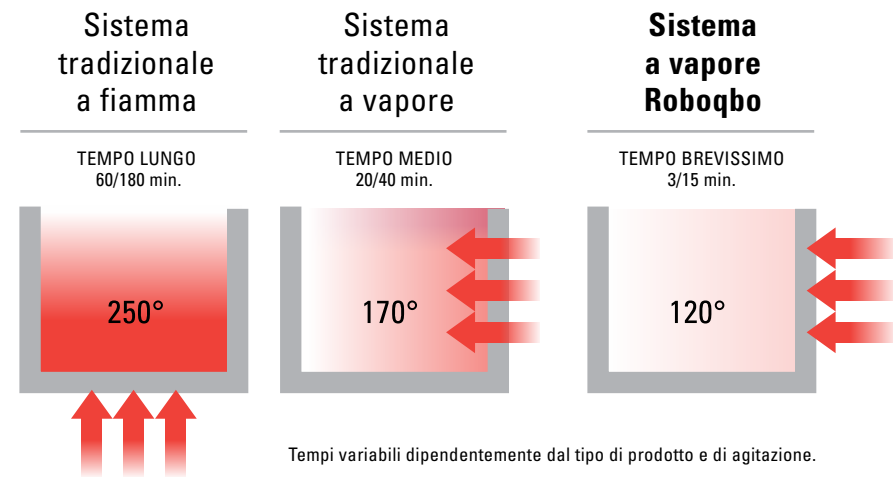 Sistema
tradizionale
a fiamma
TEMPO LUNGO
60/180 min.
250°
Sistema
tradizionale
a vapore
TEMPO MEDIO
20/40 min.
170°
Sistema
a vapore
Roboqbo
TEMPO BREVISSIMO
3/15 min.
120°
Tempi variabili dipendentemente dal tipo di prodotto e di agitazione.